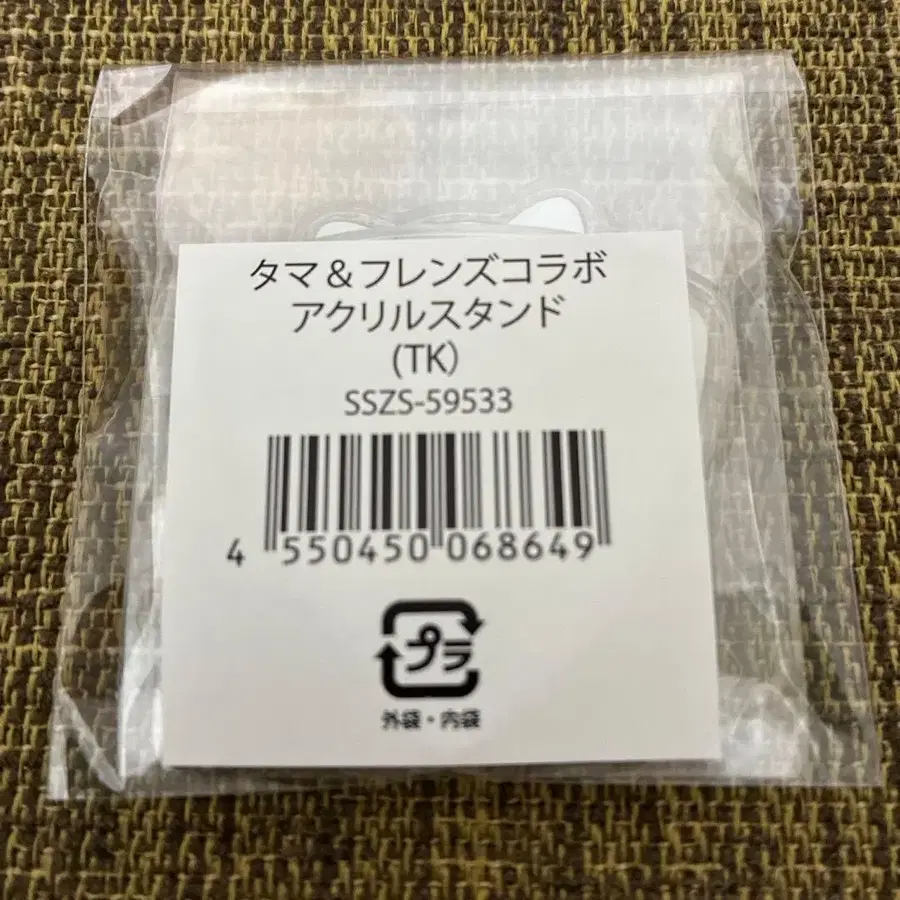 タマ&フレンズコラボ
アクリルスタンド
(TK)
SSZS-59533
4 550450 068649
プラ
外袋・内袋